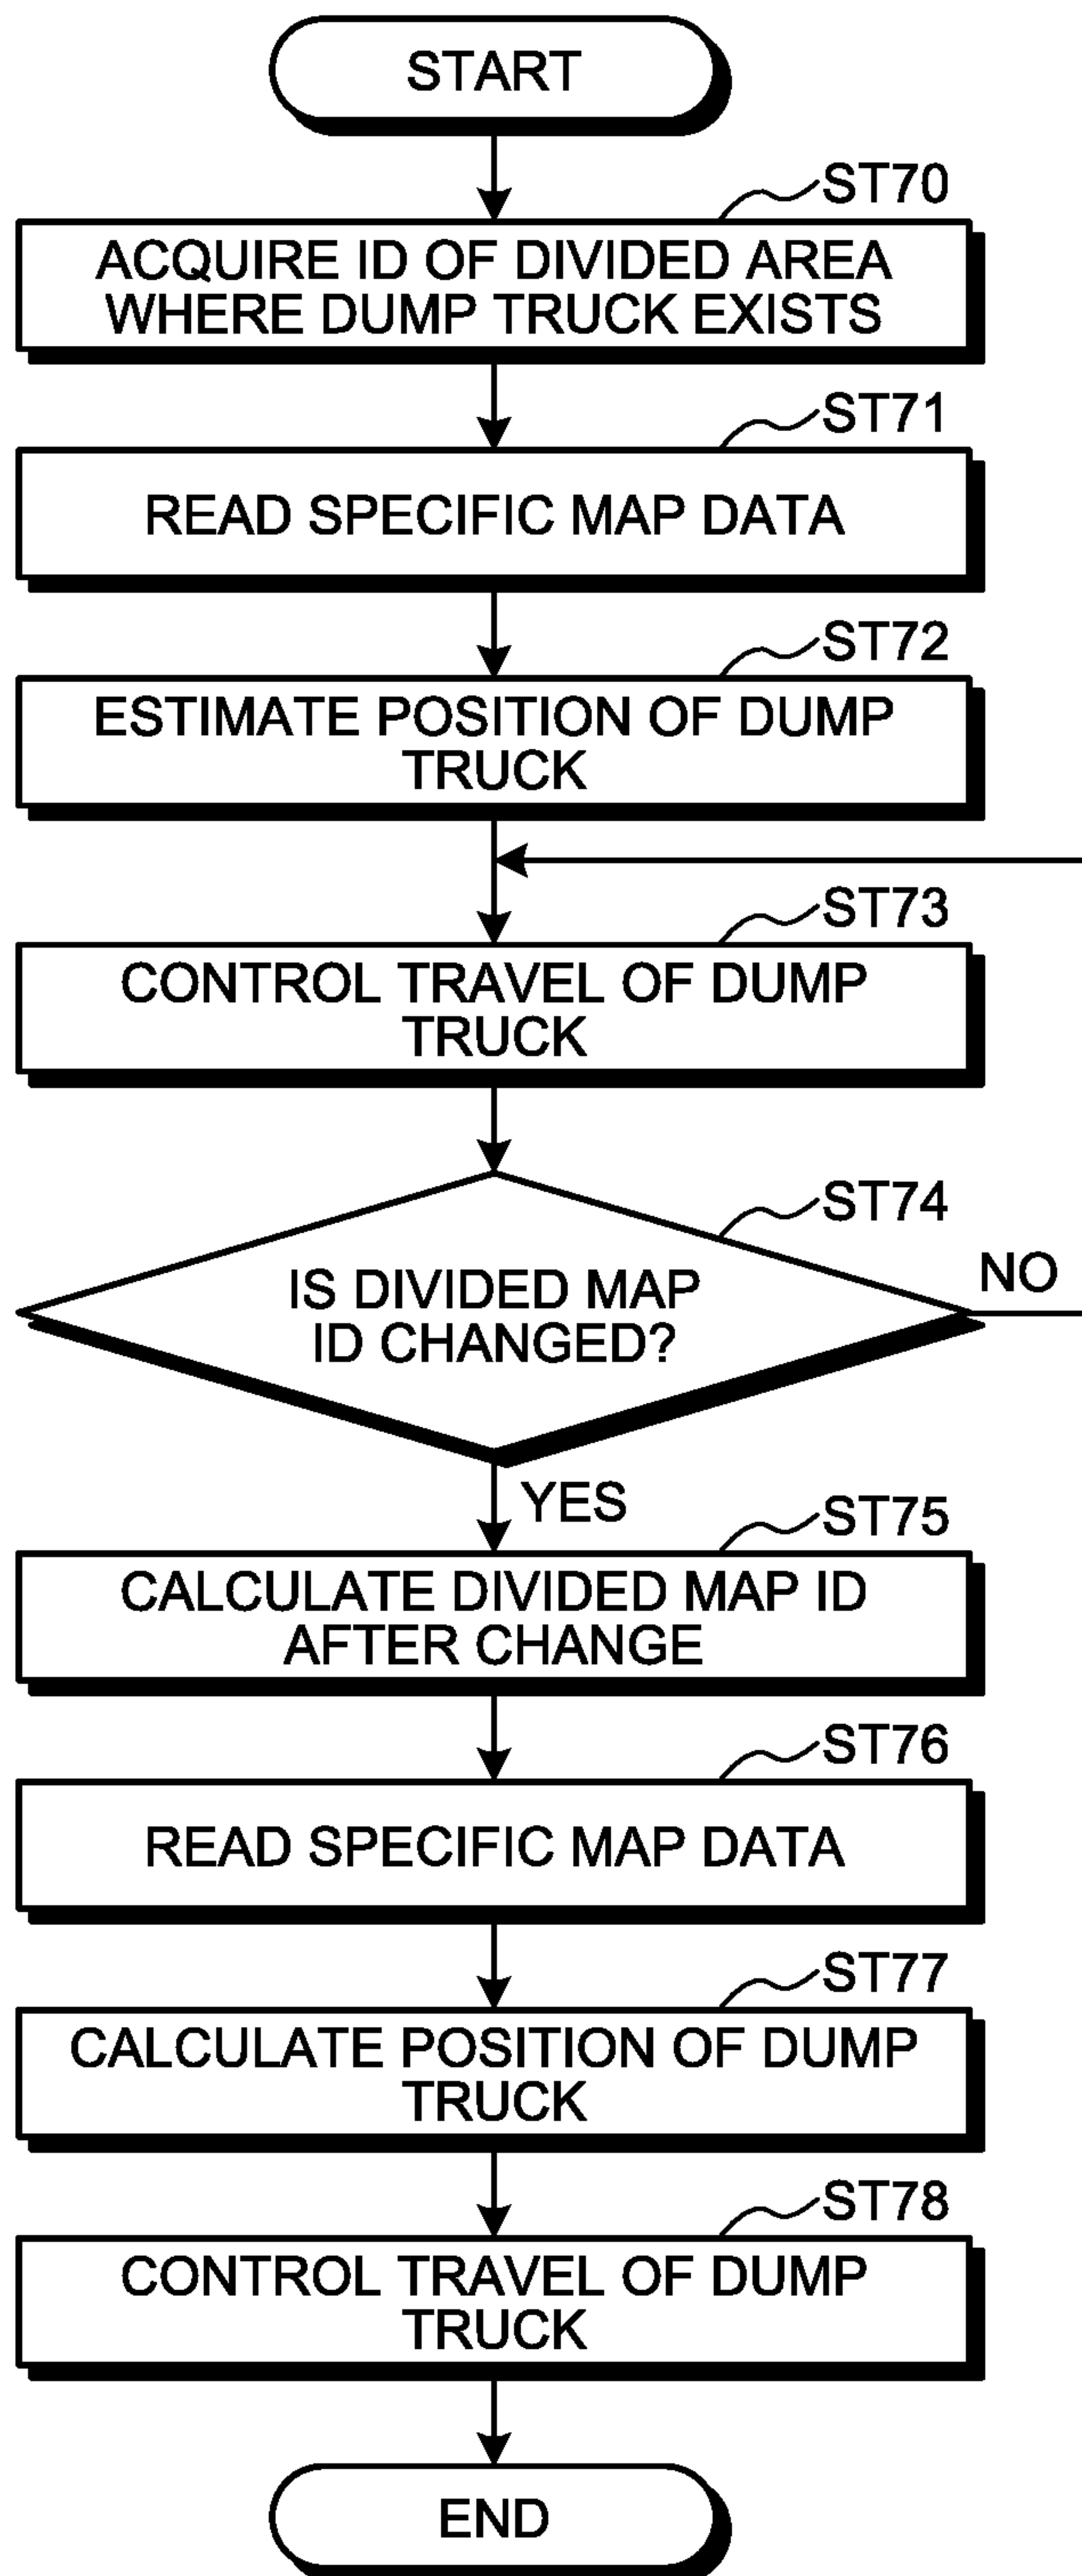 START
ST70
ACQUIRE ID OF DIVIDED AREA
WHERE DUMP TRUCK EXISTS
ST71
READ SPECIFIC MAP DATA
ST72
ESTIMATE POSITION OF DUMP
TRUCK
ST73
CONTROL TRAVEL OF DUMP
TRUCK
ST74
IS DIVIDED MAP
ID CHANGED?
NO
YES
ST75
CALCULATE DIVIDED MAP ID
AFTER CHANGE
ST76
READ SPECIFIC MAP DATA
ST77
CALCULATE POSITION OF DUMP
TRUCK
ST78
CONTROL TRAVEL OF DUMP
TRUCK
END